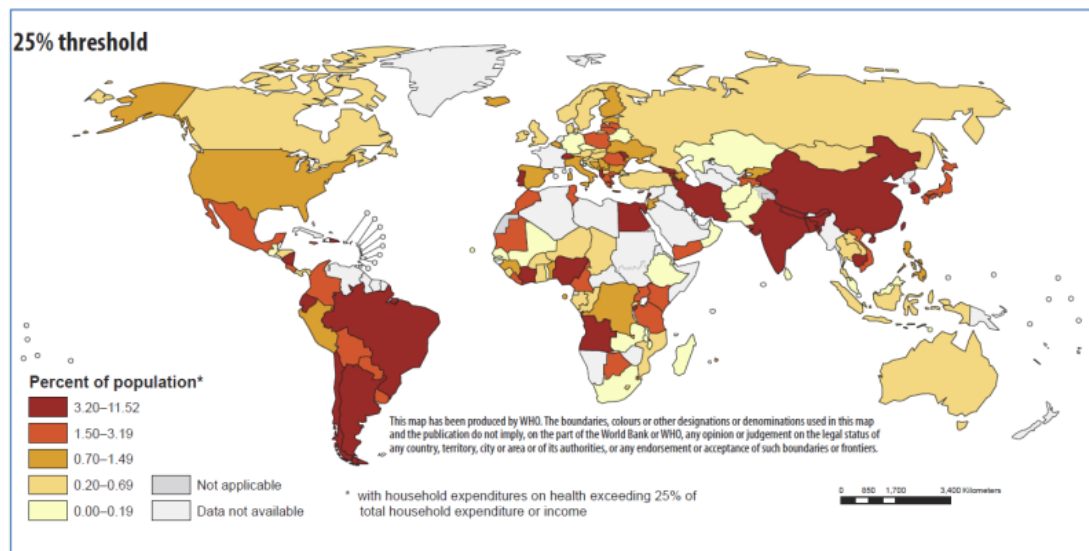 25% threshold
Percent of population*
3.20–11.52
1.50–3.19
0.70–1.49
0.20–0.69
0.00–0.19
Not applicable
Data not available
This map has been produced by WHO. The boundaries, colours or other designations or denominations used in this map
and the publication do not imply, on the part of the World Bank or WHO, any opinion or judgement on the legal status of
any country, territory, city or area or of its authorities, or any endorsement or acceptance of such boundaries or frontiers.
* with household expenditures on health exceeding 25% of
total household expenditure or income
0 850 1,700 3,400 Kilometers